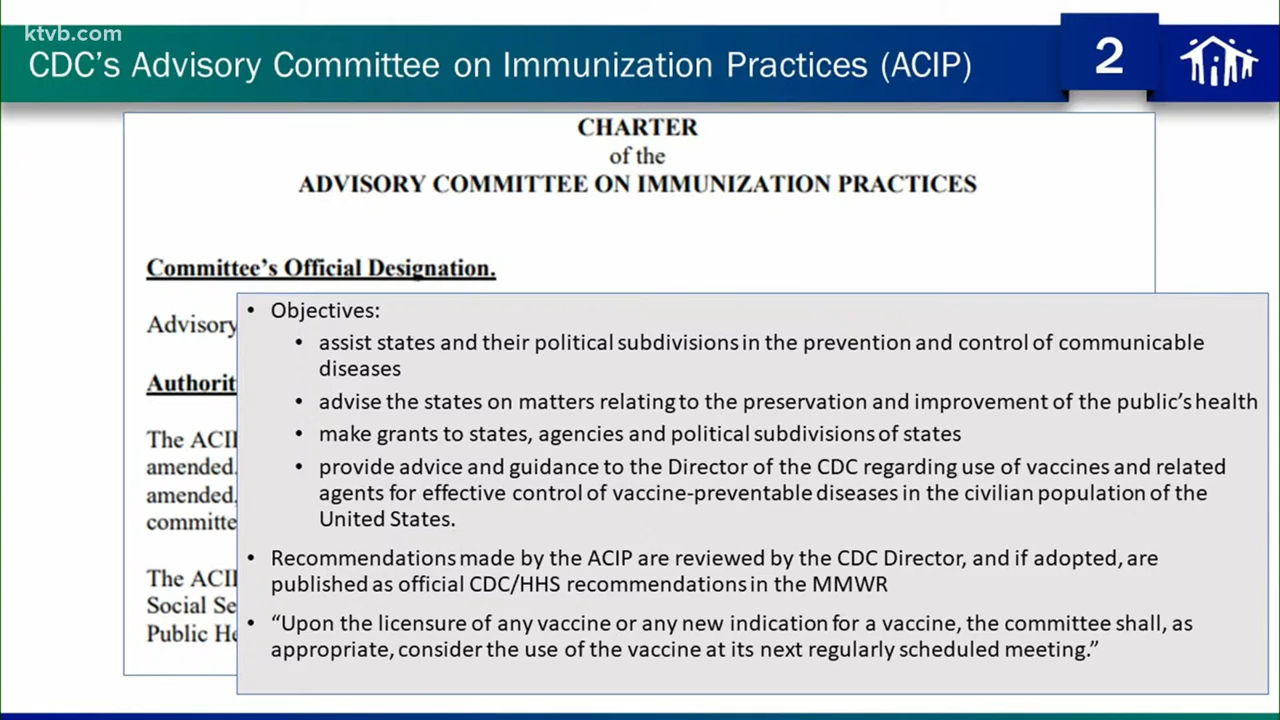 ktvb.com
CDC's Advisory Committee on Immunization Practices (ACIP)
2
CHARTER
of the
ADVISORY COMMITTEE ON IMMUNIZATION PRACTICES
Committee's Official Designation.
Advisory
Authorit
The ACIP
amended,
amended,
committe
The ACIP
Social Se
Public He
• Objectives:
• assist states and their political subdivisions in the prevention and control of communicable
diseases
• advise the states on matters relating to the preservation and improvement of the public's health
• make grants to states, agencies and political subdivisions of states
• provide advice and guidance to the Director of the CDC regarding use of vaccines and related
agents for effective control of vaccine-preventable diseases in the civilian population of the
United States.
• Recommendations made by the ACIP are reviewed by the CDC Director, and if adopted, are
published as official CDC/HHS recommendations in the MMWR
• “Upon the licensure of any vaccine or any new indication for a vaccine, the committee shall, as
appropriate, consider the use of the vaccine at its next regularly scheduled meeting.”